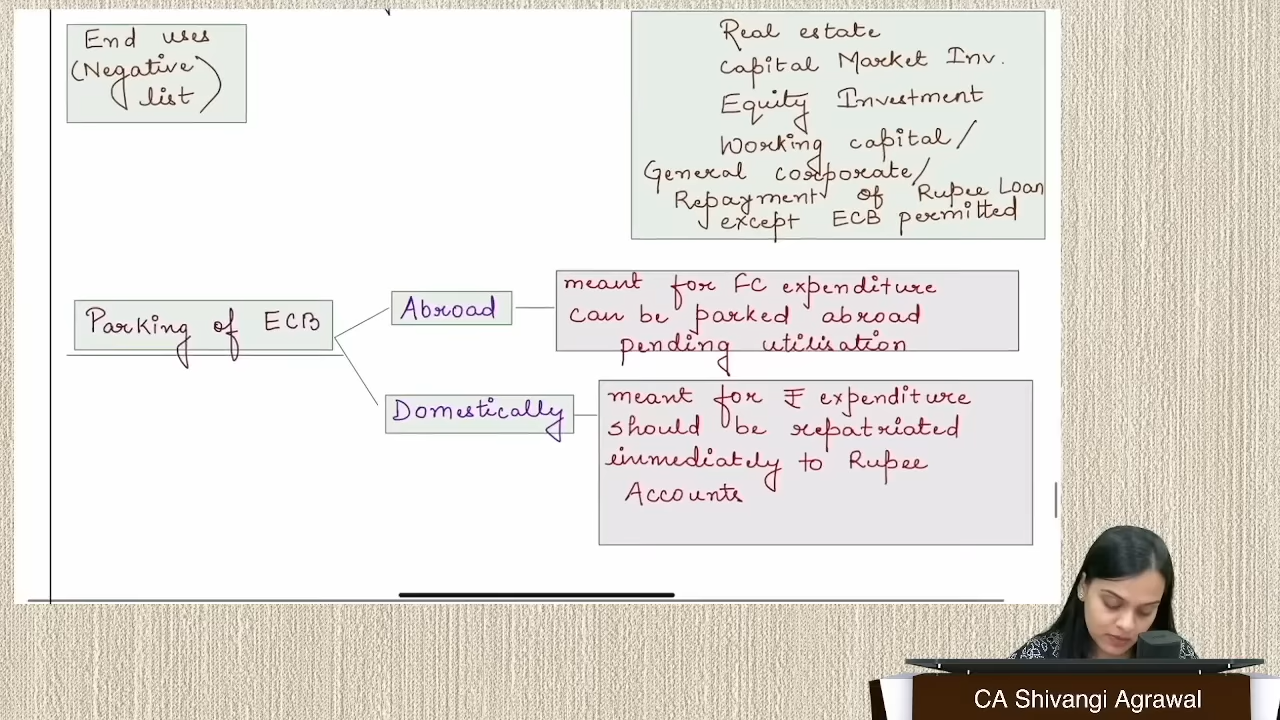 End uses
(Negative
list)
Real estate
Capital Market Inv.
Equity Investment
Working capital/
General corporate/
Repayment of Rupee Loan
except ECB permitted
Parking of ECB
Abroad
meant for FC expenditure
can be parked abroad
pending utilisation
Domestically
meant for ₹ expenditure
should be repatriated
immediately to Rupee
Accounts
CA Shivangi Agrawal